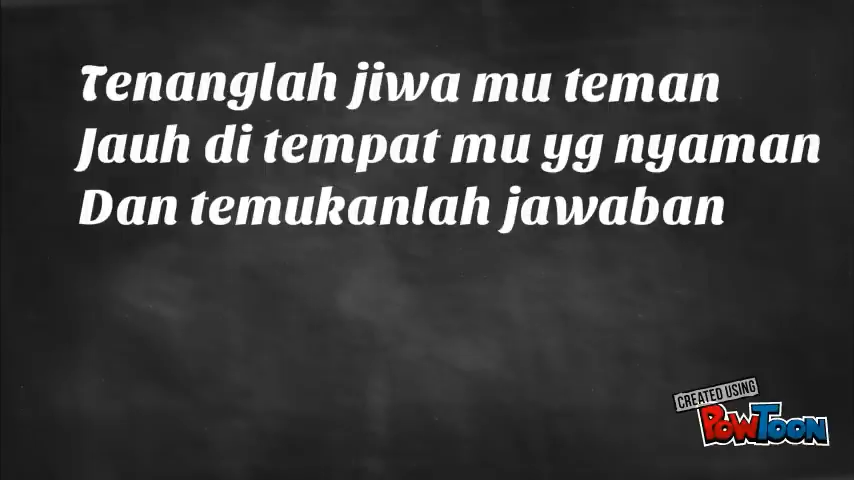 Tenanglah jiwa mu teman
Jauh di tempat mu yg nyaman
Dan temukanlah jawaban
CREATED USING
POWTOON